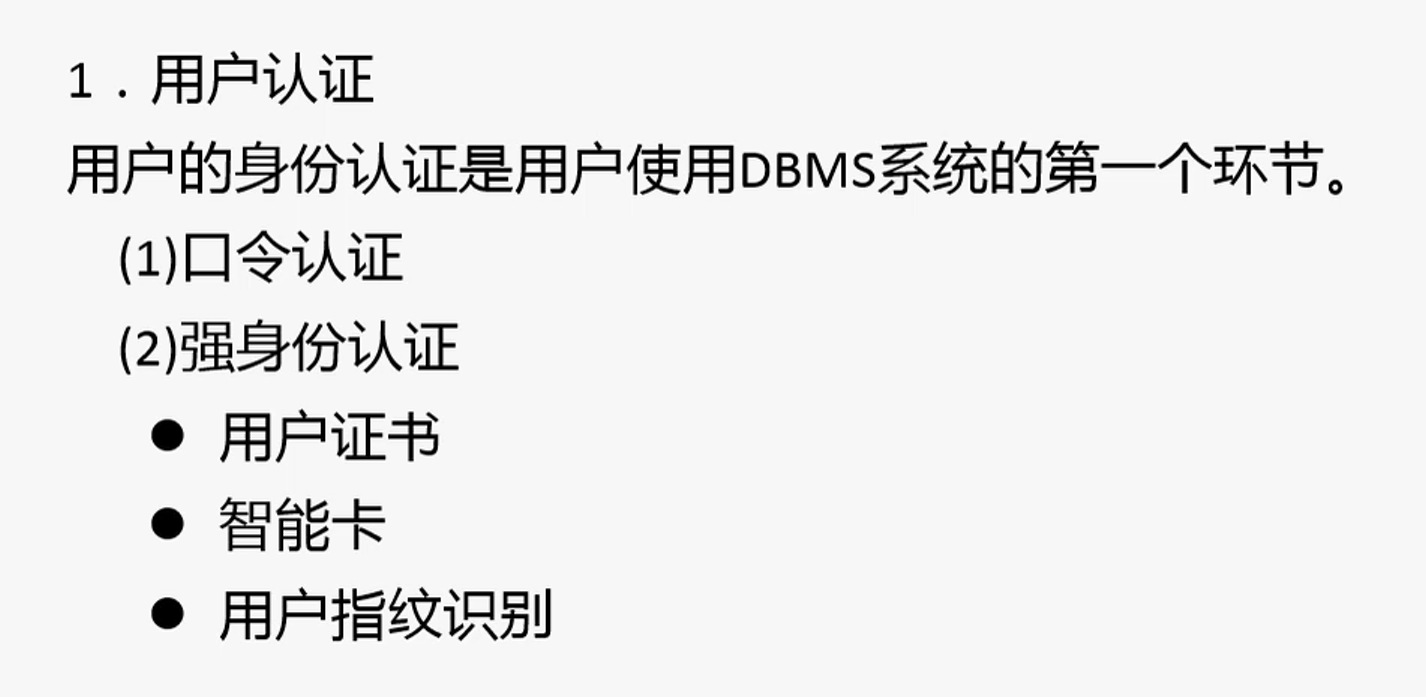 1．用户认证
用户的身份认证是用户使用DBMS系统的第一个环节。
(1)口令认证
(2)强身份认证
● 用户证书
● 智能卡
● 用户指纹识别